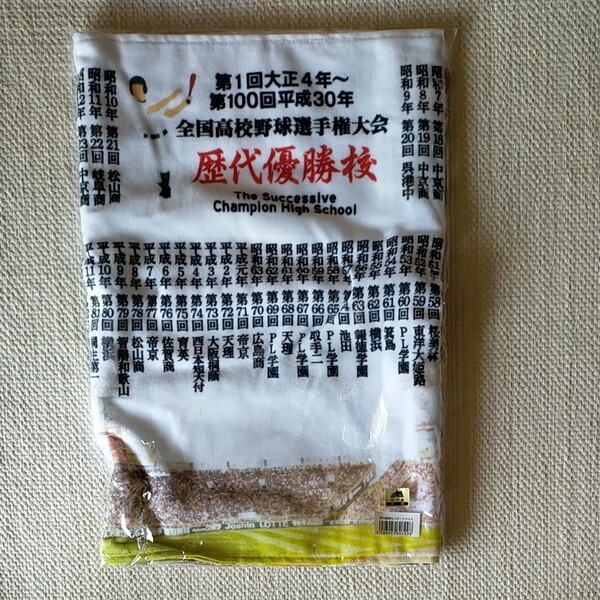 第1回大正4年～
第100回平成30年
全国高校野球選手権大会
歴代優勝校
The Successive
Champion High School
昭和7年 第18回 中京商
昭和8年 第19回 中京商
昭和9年 第20回 呉港中
昭和10年 第21回 松山商
昭和11年 第22回 岐阜商
昭和12年 第23回 中京商
第58回 桜美林
昭和52年 第59回 東洋大姫路
昭和53年 第60回 PL学園
昭和54年 第61回 箕島
昭和55年 第62回 横浜
昭和56年 第63回 報徳学園
昭和57年 第64回 池田
昭和58年 第65回 PL学園
昭和59年 第66回 取手二
昭和60年 第67回 PL学園
昭和61年 第68回 天理
昭和62年 第69回 PL学園
昭和63年 第70回 広島商
平成元年 第71回 帝京
平成2年 第72回 天理
平成3年 第73回 大阪桐蔭
平成4年 第74回 西日本短大付
平成5年 第75回 育英
平成6年 第76回 佐賀商
平成7年 第77回 帝京
平成8年 第78回 松山商
平成9年 第79回 智弁和歌山
平成10年 第80回 横浜
平成11年 第81回 桐生第一
Joshin LOTTE